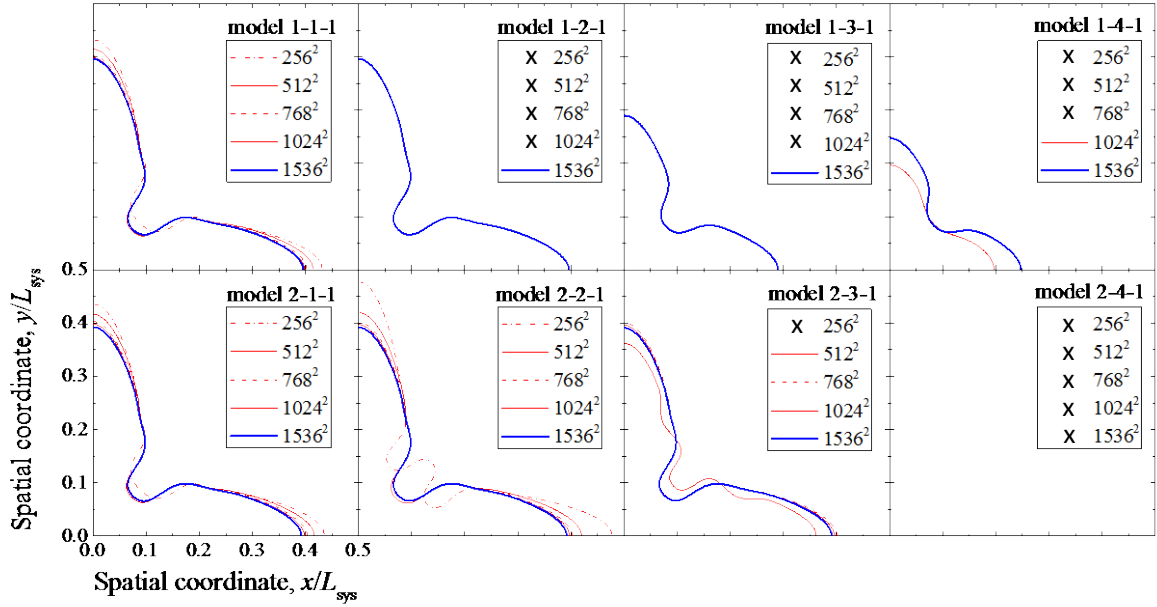 model 1-1-1
256²
512²
768²
1024²
1536²
model 1-2-1
X 256²
X 512²
X 768²
X 1024²
1536²
model 1-3-1
X 256²
X 512²
X 768²
X 1024²
1536²
model 1-4-1
X 256²
X 512²
X 768²
1024²
1536²
model 2-1-1
256²
512²
768²
1024²
1536²
model 2-2-1
256²
512²
768²
1024²
1536²
model 2-3-1
X 256²
512²
768²
1024²
1536²
model 2-4-1
X 256²
X 512²
X 768²
X 1024²
X 1536²
0.5
0.4
0.3
0.2
0.1
0.0
0.0 0.1 0.2 0.3 0.4 0.5
Spatial coordinate, y/Lsys
Spatial coordinate, x/Lsys